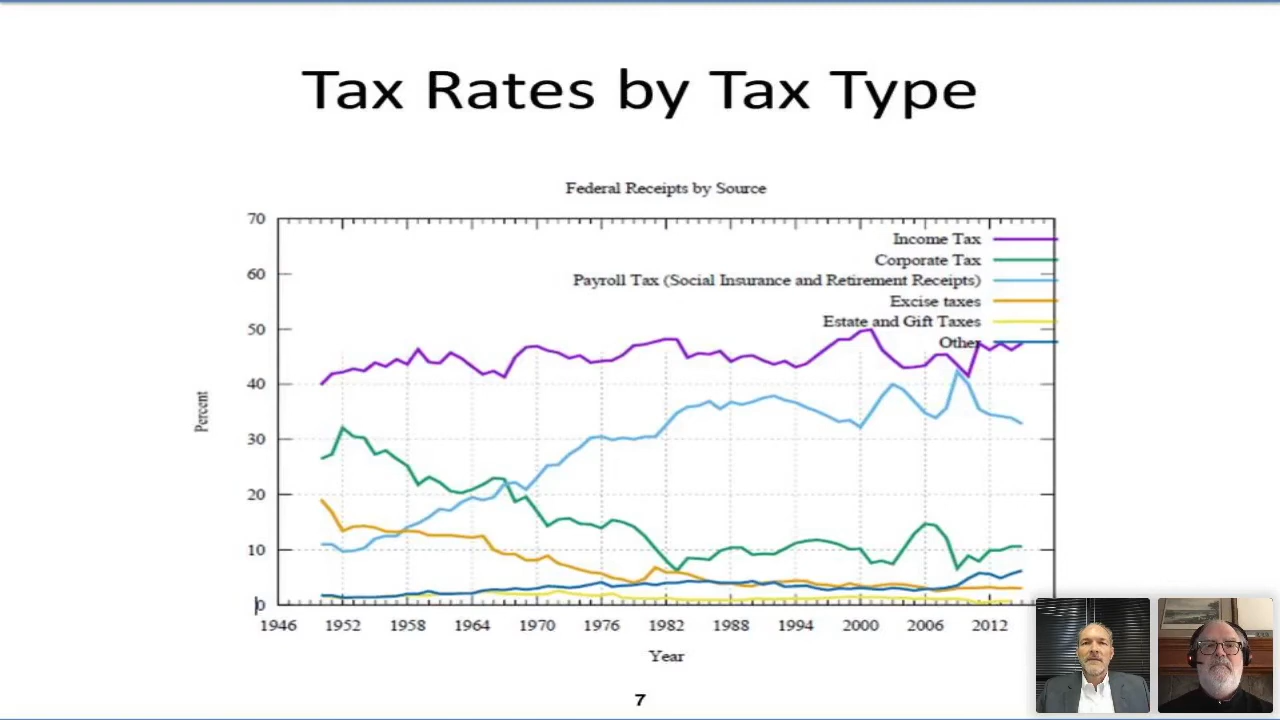 Tax Rates by Tax Type
Federal Receipts by Source
70
60
50
40
30
20
10
0
Percent
Income Tax
Corporate Tax
Payroll Tax (Social Insurance and Retirement Receipts)
Excise taxes
Estate and Gift Taxes
Other
1946 1952 1958 1964 1970 1976 1982 1988 1994 2000 2006 2012
Year
7